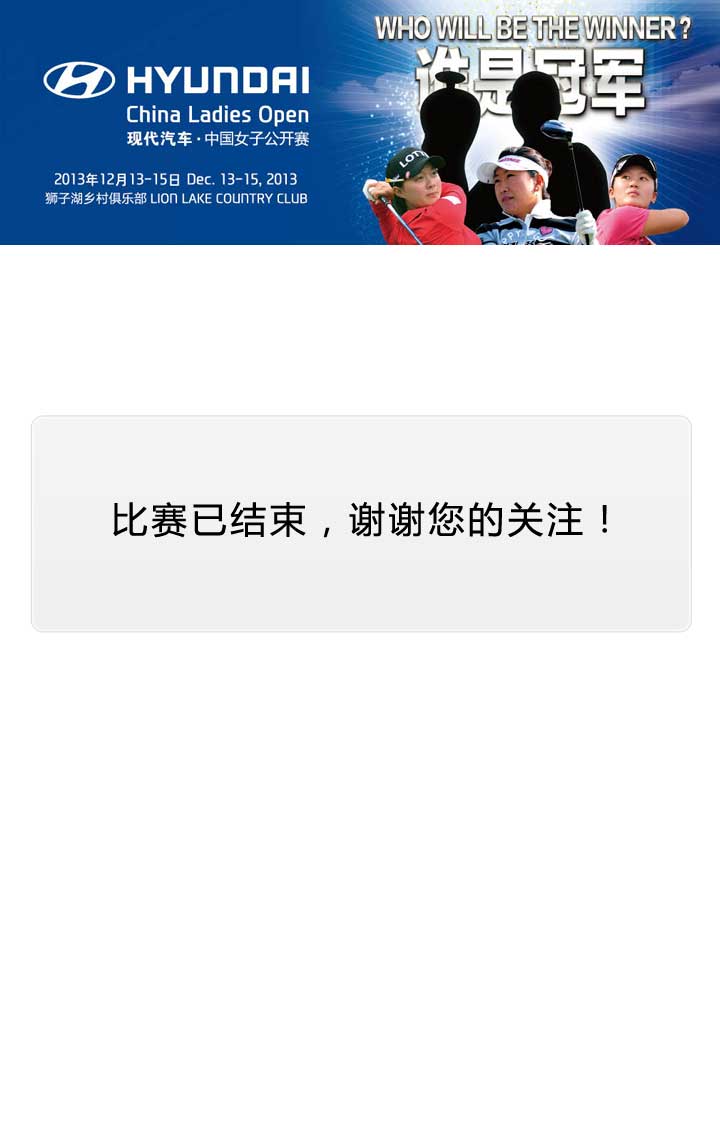 WHO WILL BE THE WINNER?
谁是冠军
HYUNDAI
China Ladies Open
现代汽车·中国女子公开赛
2013年12月13-15日 Dec. 13-15, 2013
狮子湖乡村俱乐部 LION LAKE COUNTRY CLUB
比赛已结束，谢谢您的关注！